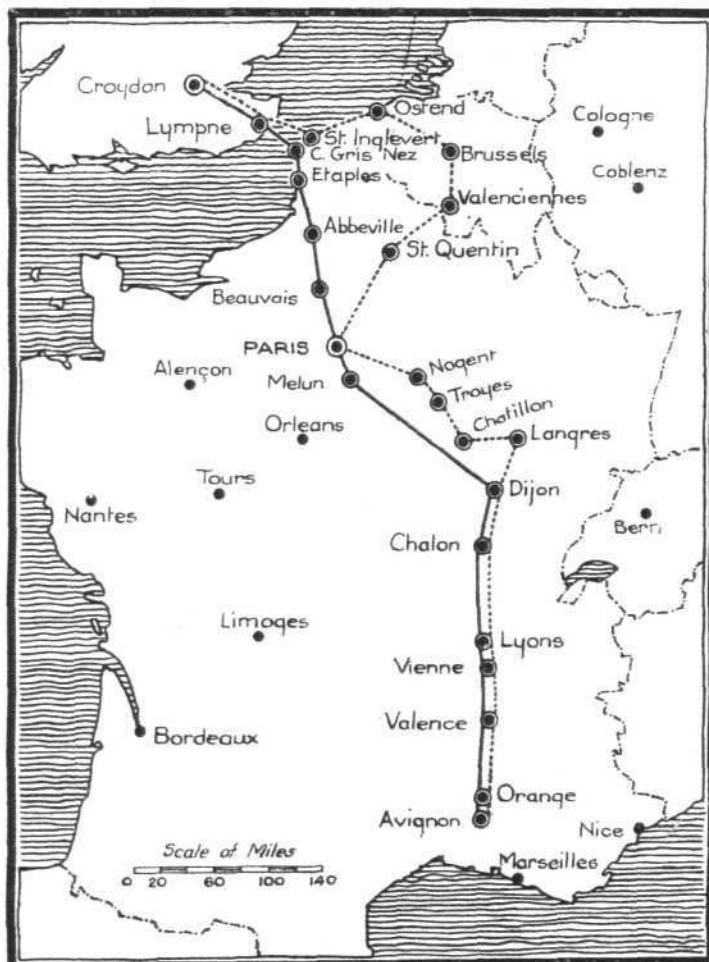 Croydon
Ostend
Cologne
Lympne
St. Inglevert
C. Gris Nez
Brussels
Etaples
Coblenz
Valenciennes
Abbeville
St. Quentin
Beauvais
PARIS
Alençon
Nogent
Melun
Troyes
Chatillon
Orleans
Langres
Tours
Dijon
Nantes
Chalon
Limoges
Lyons
Vienne
Valence
Bordeaux
Orange
Avignon
Nice
Scale of Miles
Marseilles
0 20 60 100 140